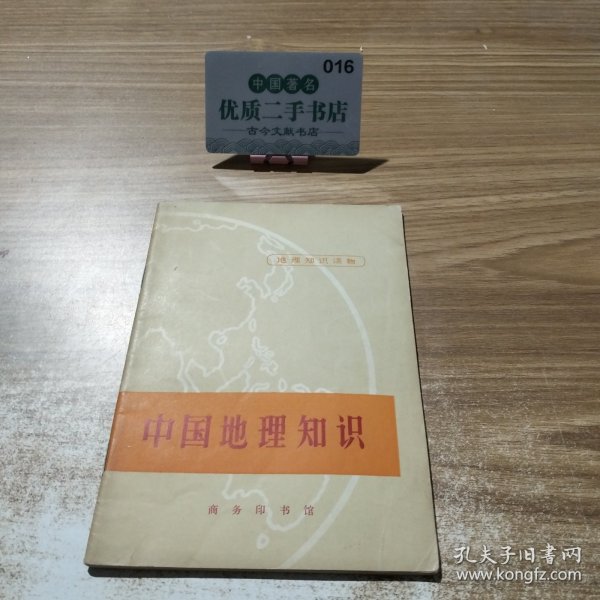 016
中国著名
优质二手书店
古今文献书店
地理知识读物
中国地理知识
商务印书馆
孔夫子旧书网
www.kongfz.com